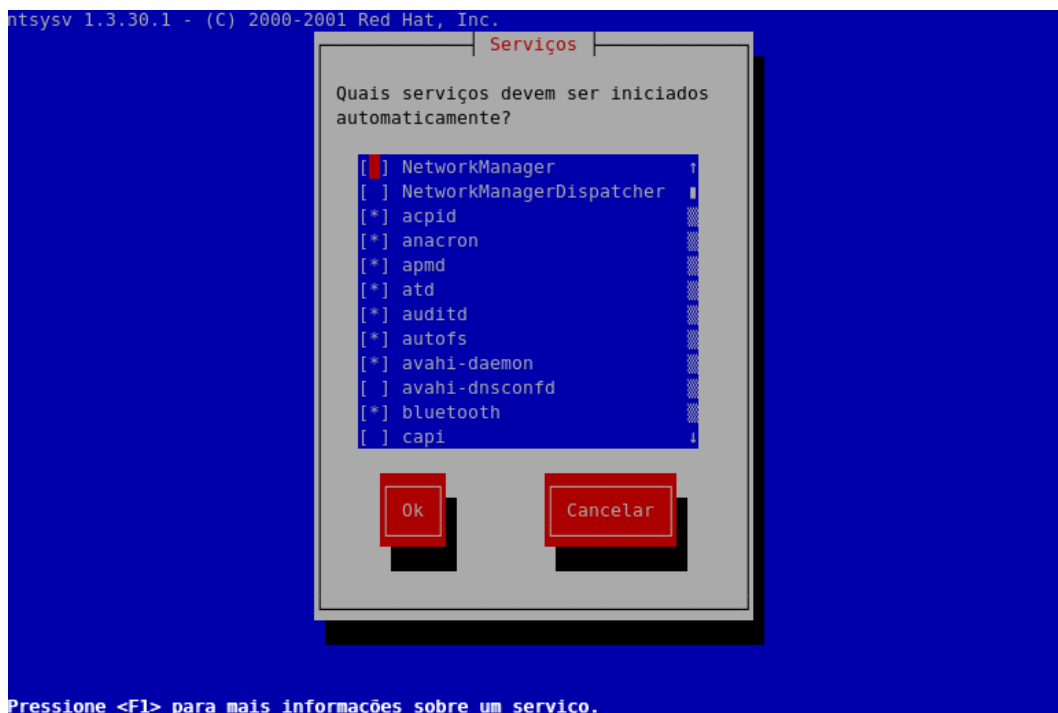 ntsysv 1.3.30.1 - (C) 2000-2001 Red Hat, Inc.
Serviços
Quais serviços devem ser iniciados
automaticamente?
[ ] NetworkManager ↑
[ ] NetworkManagerDispatcher
[*] acpid
[*] anacron
[*] apmd
[*] atd
[*] auditd
[*] autofs
[*] avahi-daemon
[ ] avahi-dnsconfd
[*] bluetooth
[ ] capi ↓
Ok Cancelar
Pressione <F1> para mais informações sobre um serviço.